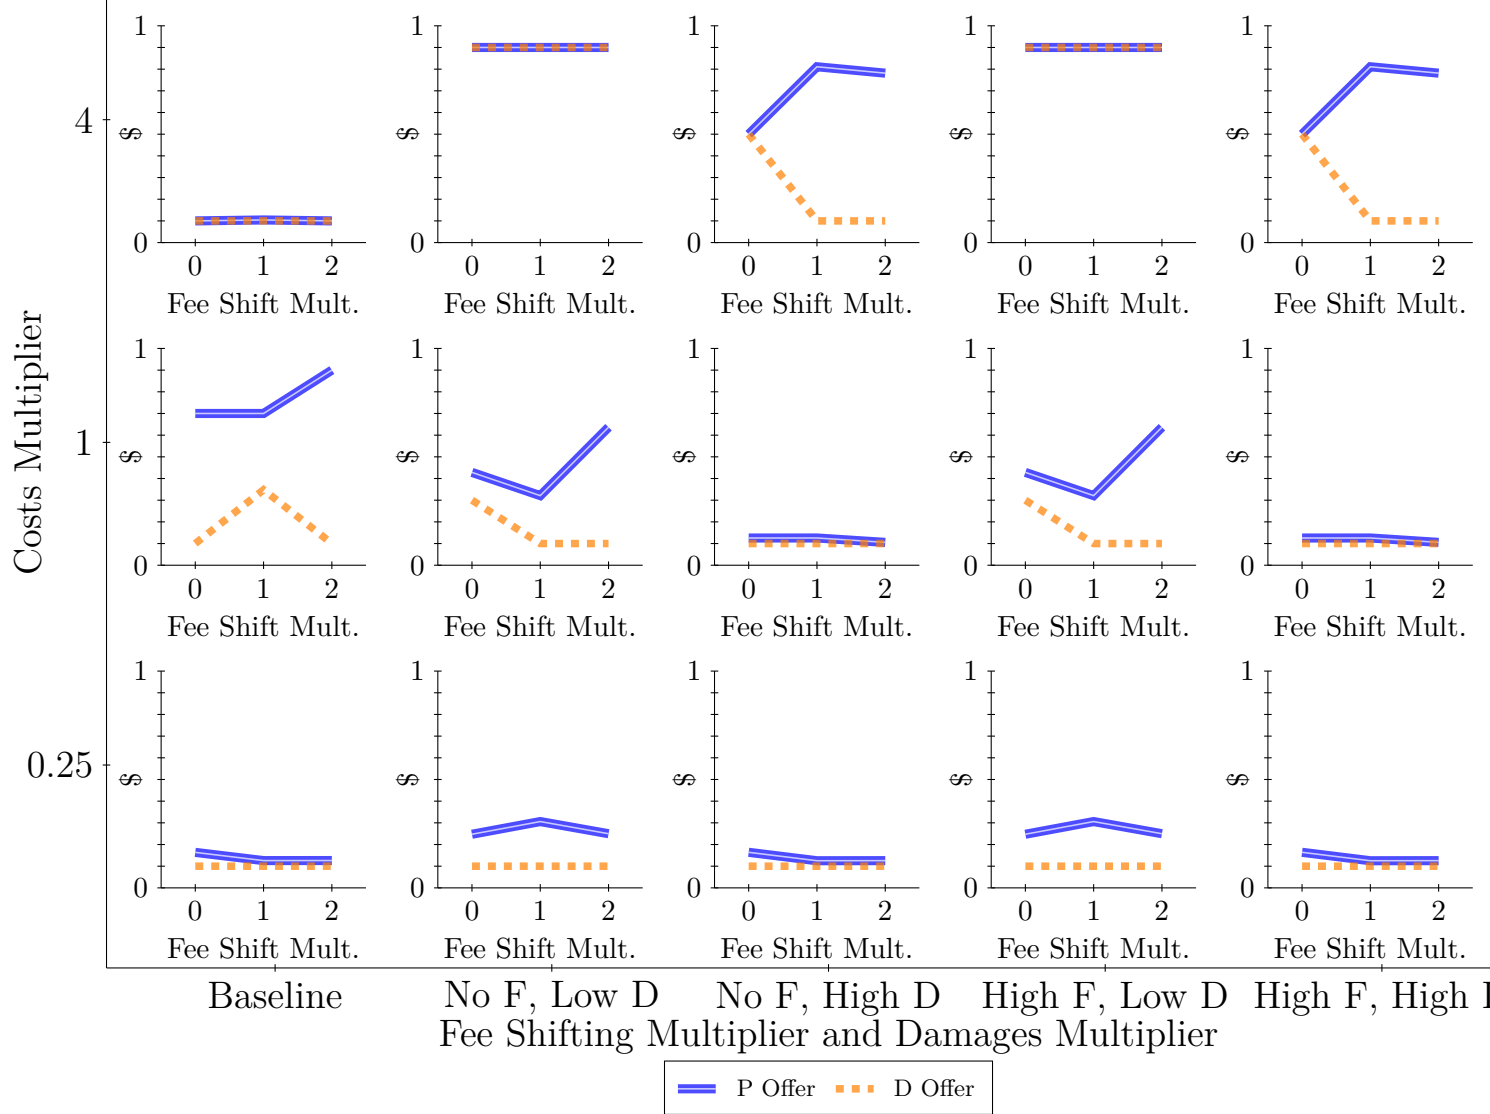 1 1 1 1 1
4 $ $ $ $ $
0 0 0 0 0
0 1 2 0 1 2 0 1 2 0 1 2 0 1 2
Fee Shift Mult. Fee Shift Mult. Fee Shift Mult. Fee Shift Mult. Fee Shift Mult.
Costs Multiplier
1 1 1 1 1
1 $ $ $ $ $
0 0 0 0 0
0 1 2 0 1 2 0 1 2 0 1 2 0 1 2
Fee Shift Mult. Fee Shift Mult. Fee Shift Mult. Fee Shift Mult. Fee Shift Mult.
1 1 1 1 1
0.25 $ $ $ $ $
0 0 0 0 0
0 1 2 0 1 2 0 1 2 0 1 2 0 1 2
Fee Shift Mult. Fee Shift Mult. Fee Shift Mult. Fee Shift Mult. Fee Shift Mult.
Baseline No F, Low D No F, High D High F, Low D High F, High
Fee Shifting Multiplier and Damages Multiplier
P Offer D Offer